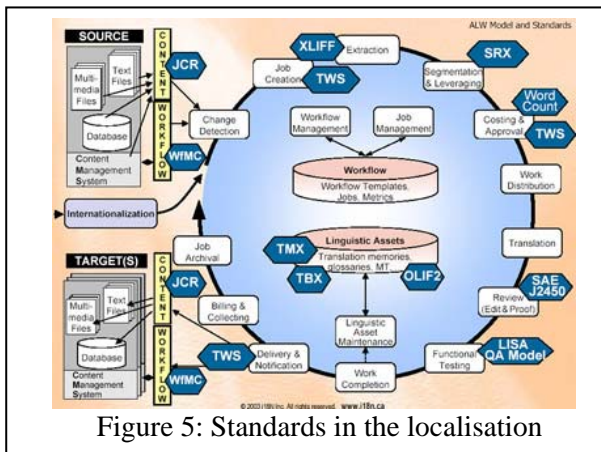 ALW Model and Standards
SOURCE
CONTENT
WORKFLOW
JCR
Multi-
media
Files
Text
Files
Database
Content
Management
System
WfMC
Change
Detection
Internationalization
XLIFF
Extraction
Job
Creation
TWS
SRX
Segmentation
& Leveraging
Word
Count
Costing &
Approval
TWS
Work
Distribution
Translation
SAE
J2450
Review
(Edit & Proof)
LISA
QA Model
Functional
Testing
Work
Completion
Delivery &
Notification
TWS
Billing &
Collecting
Job
Archival
Workflow
Management
Job
Management
Workflow
Workflow Templates,
Jobs, Metrics
Linguistic Assets
Translation memories,
glossaries, MT,
TMX
TBX
OLIF2
Linguistic
Asset
Maintenance
TARGET(S)
CONTENT
WORKFLOW
JCR
Multi-
media
Files
Text
Files
Database
Content
Management
System
WfMC
© 2003 i18N Inc. All rights reserved. www.i18n.ca
Figure 5: Standards in the localisation